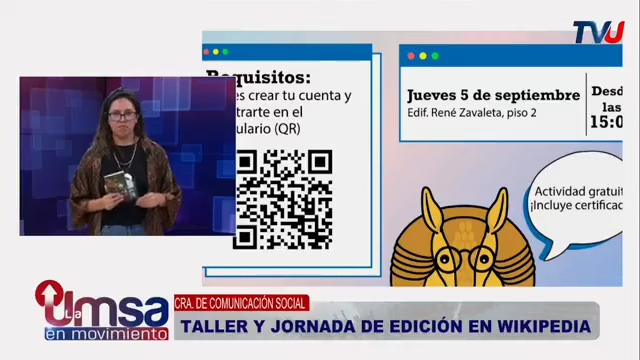 TVU
Requisitos:
es crear tu cuenta y
trarte en el
ulario (QR)
Jueves 5 de septiembre
Edif. René Zavaleta, piso 2
Desd
las
15:0
Actividad gratuit
¡Incluye certificad
La Umsa
en movimiento
CRA. DE COMUNICACIÓN SOCIAL
TALLER Y JORNADA DE EDICIÓN EN WIKIPEDIA